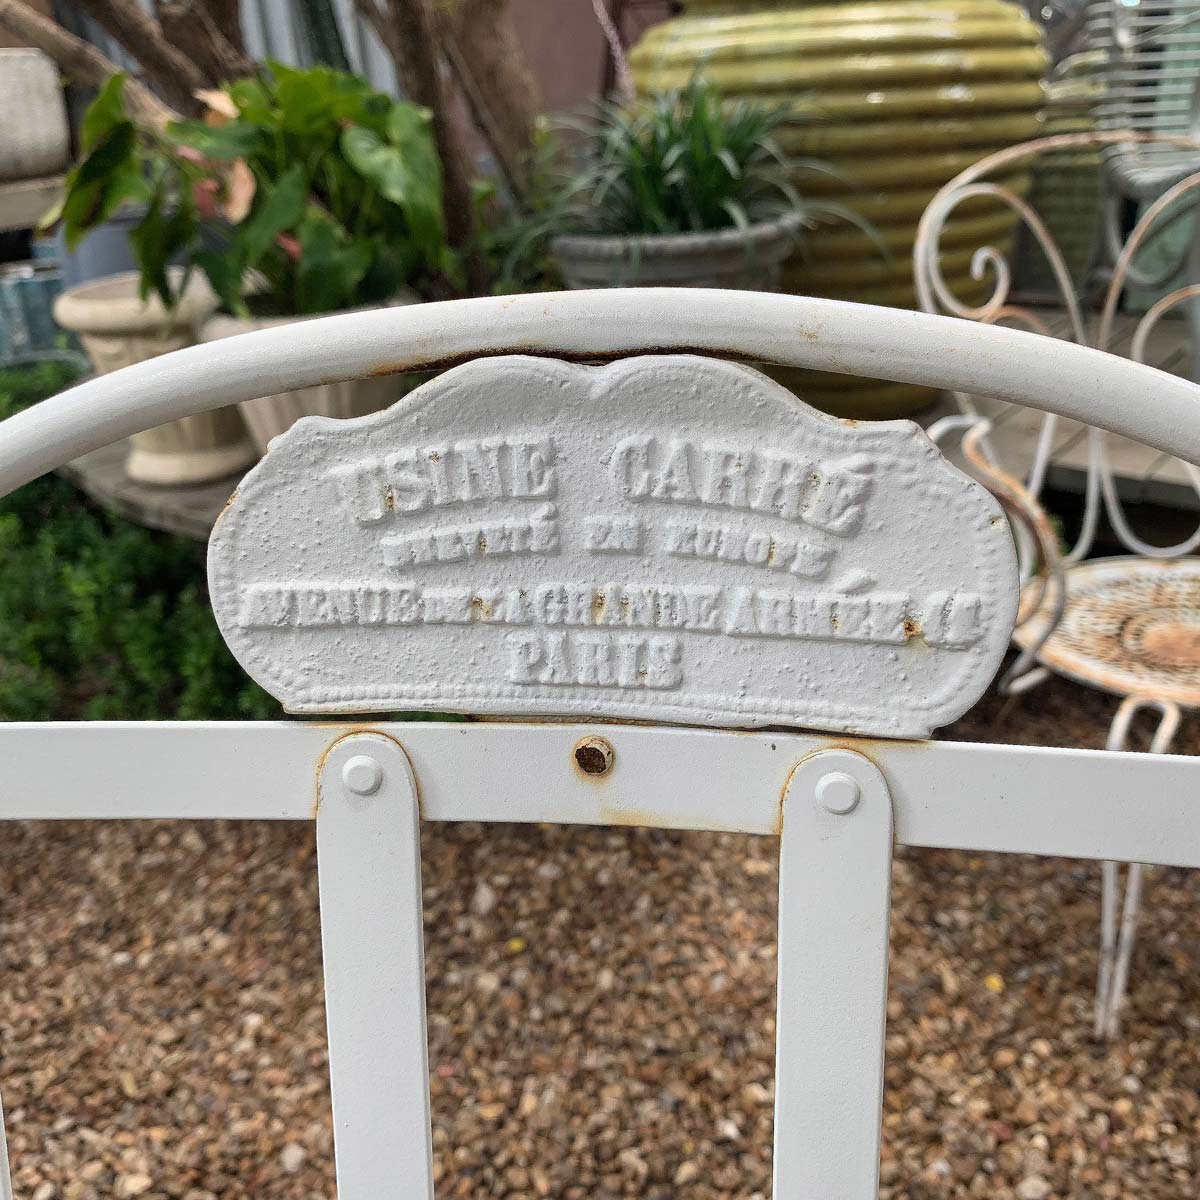 USINE CARRÉ
BREVETÉ EN EUROPE
AVENUE DE LA GRANDE ARMÉE
PARIS